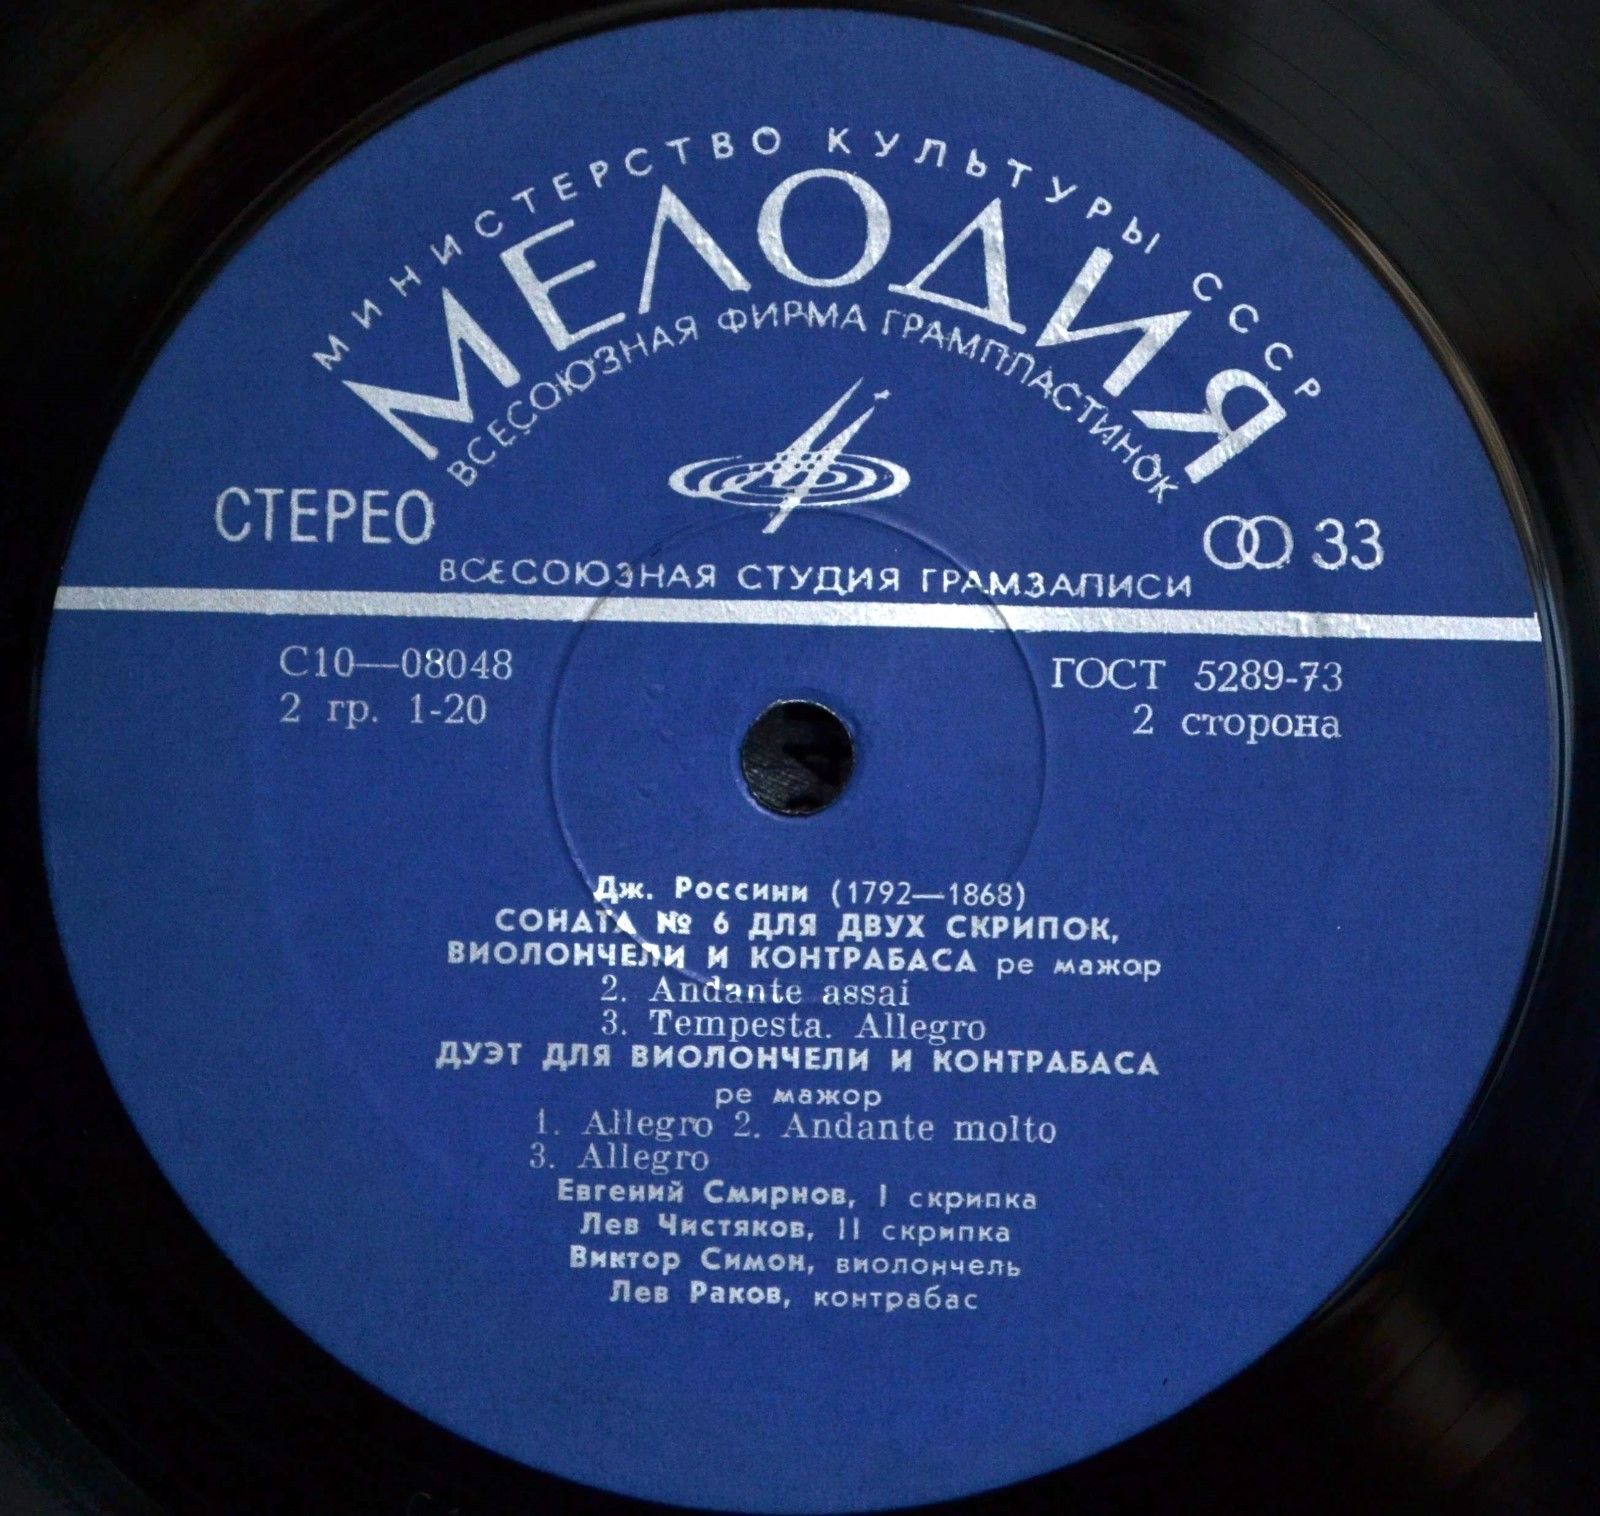 МИНИСТЕРСТВО КУЛЬТУРЫ СССР
МЕЛОДИЯ
ВСЕСОЮЗНАЯ ФИРМА ГРАМПЛАСТИНОК
СТЕРЕО
33
ВСЕСОЮЗНАЯ СТУДИЯ ГРАМЗАПИСИ
С10—08048
ГОСТ 5289-73
2 гр. 1-20
2 сторона
Дж. Россини (1792—1868)
СОНАТА № 6 ДЛЯ ДВУХ СКРИПОК,
ВИОЛОНЧЕЛИ И КОНТРАБАСА ре мажор
2. Andante assai
3. Tempesta. Allegro
ДУЭТ ДЛЯ ВИОЛОНЧЕЛИ И КОНТРАБАСА
ре мажор
1. Allegro 2. Andante molto
3. Allegro
Евгений Смирнов, I скрипка
Лев Чистяков, II скрипка
Виктор Симон, виолончель
Лев Раков, контрабас